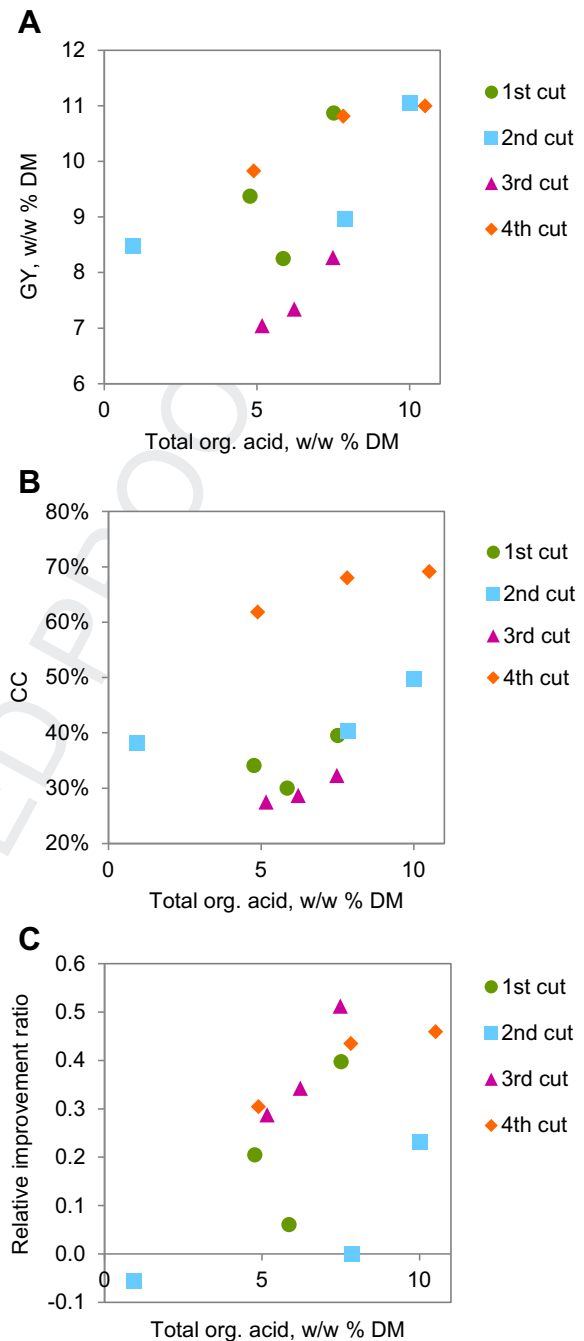 A
12
11
10
9
8
7
6
0
5
10
GY, w/w % DM
Total org. acid, w/w % DM
1st cut
2nd cut
3rd cut
4th cut
B
80%
70%
60%
50%
40%
30%
20%
0
5
10
CC
Total org. acid, w/w % DM
1st cut
2nd cut
3rd cut
4th cut
C
0.6
0.5
0.4
0.3
0.2
0.1
0.0
-0.1
0
5
10
Relative improvement ratio
Total org. acid, w/w % DM
1st cut
2nd cut
3rd cut
4th cut
ED PROO